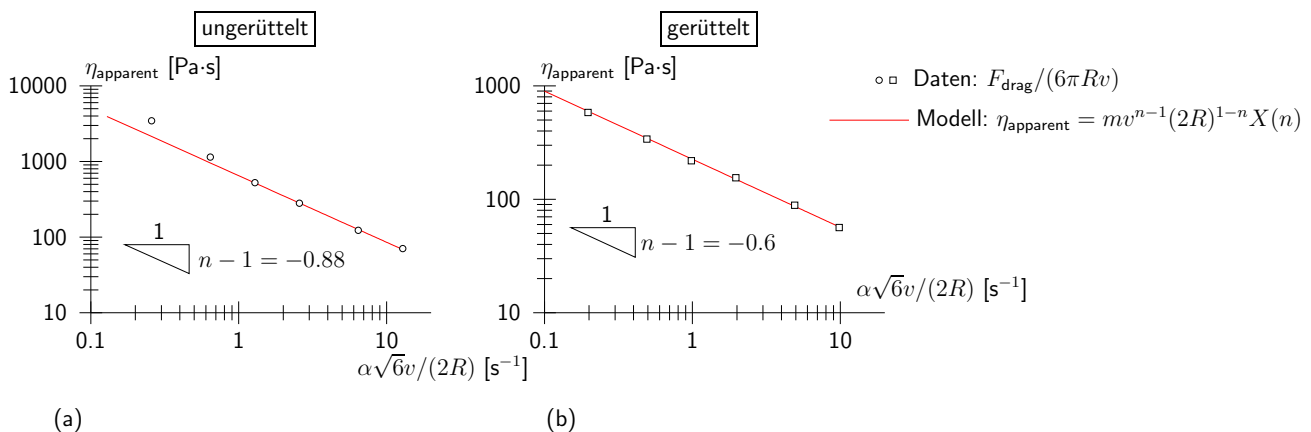 ungerüttelt
η_apparent [Pa·s]
10000
1000
100
10
0.1
1
10
1
n − 1 = −0.88
α√6v/(2R) [s⁻¹]
(a)
gerüttelt
η_apparent [Pa·s]
1000
100
10
0.1
1
10
1
n − 1 = −0.6
α√6v/(2R) [s⁻¹]
(b)
Daten: F_drag/(6πRv)
Modell: η_apparent = mvⁿ⁻¹(2R)¹⁻ⁿX(n)